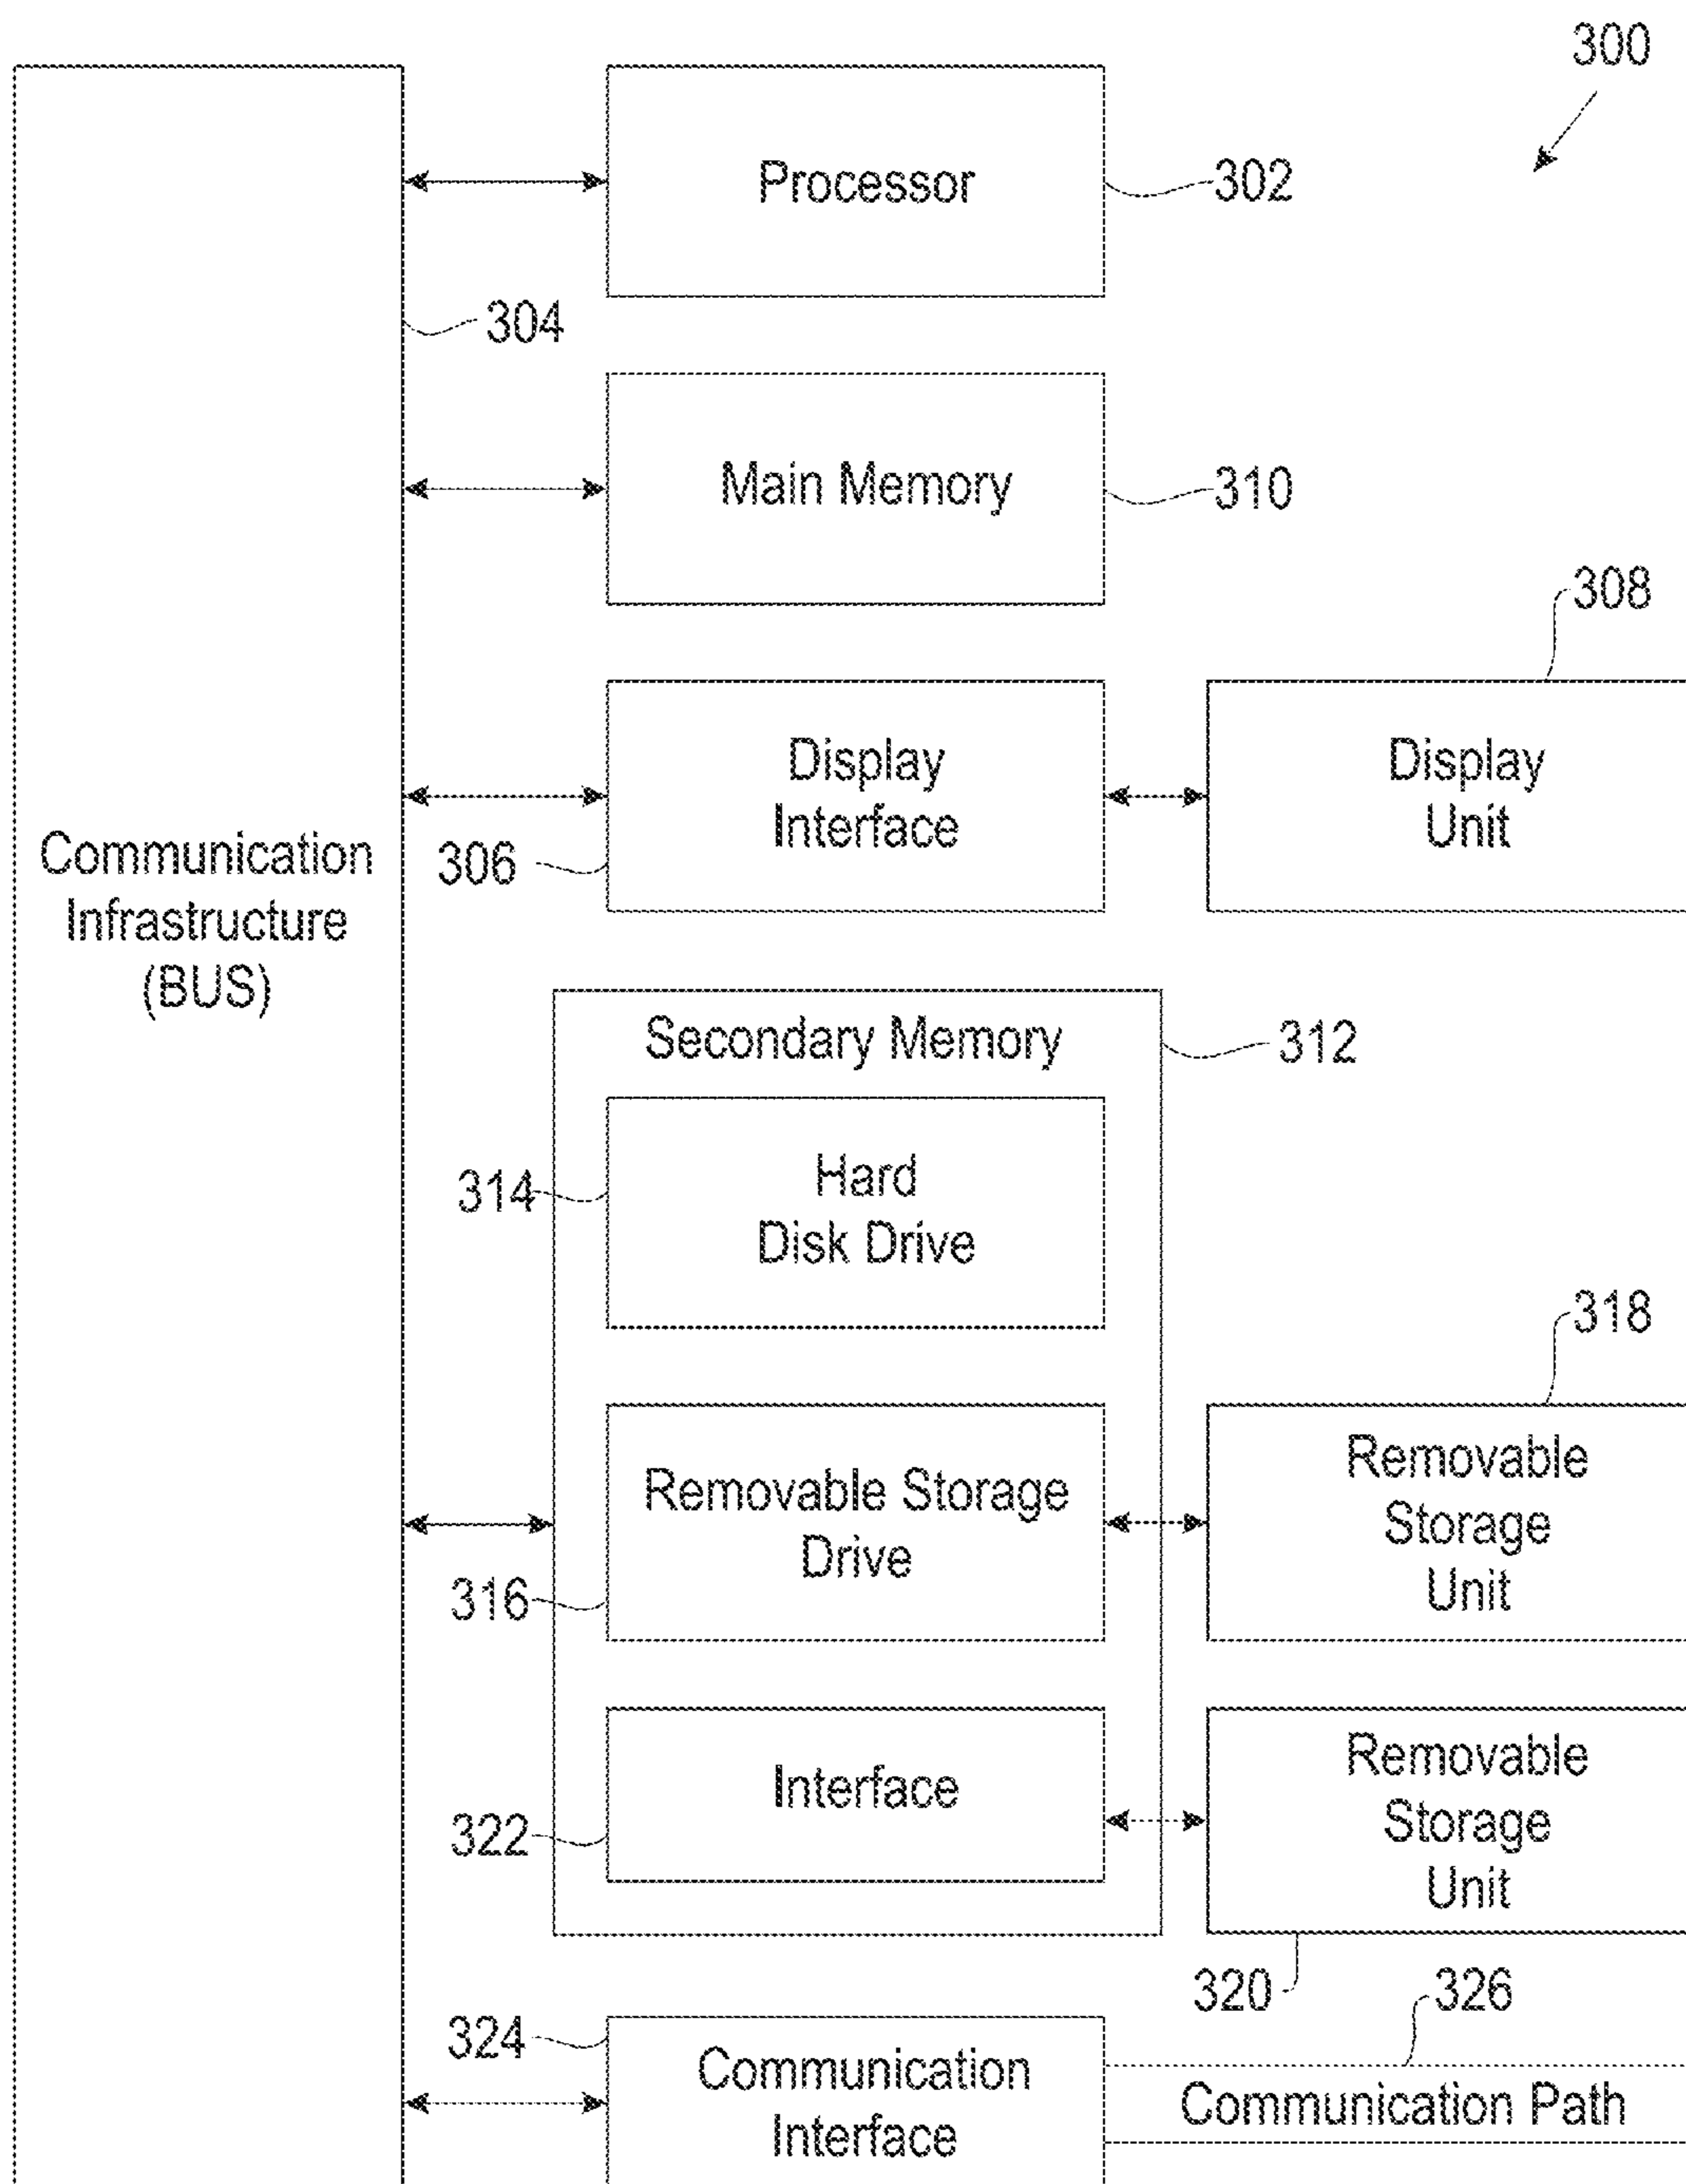 300
Processor
302
304
Main Memory
310
308
Display
Interface
Display
Unit
306
Communication
Infrastructure
(BUS)
Secondary Memory
312
314
Hard
Disk Drive
318
Removable Storage
Drive
316
Removable
Storage
Unit
Interface
322
Removable
Storage
Unit
320
326
324
Communication
Interface
Communication Path